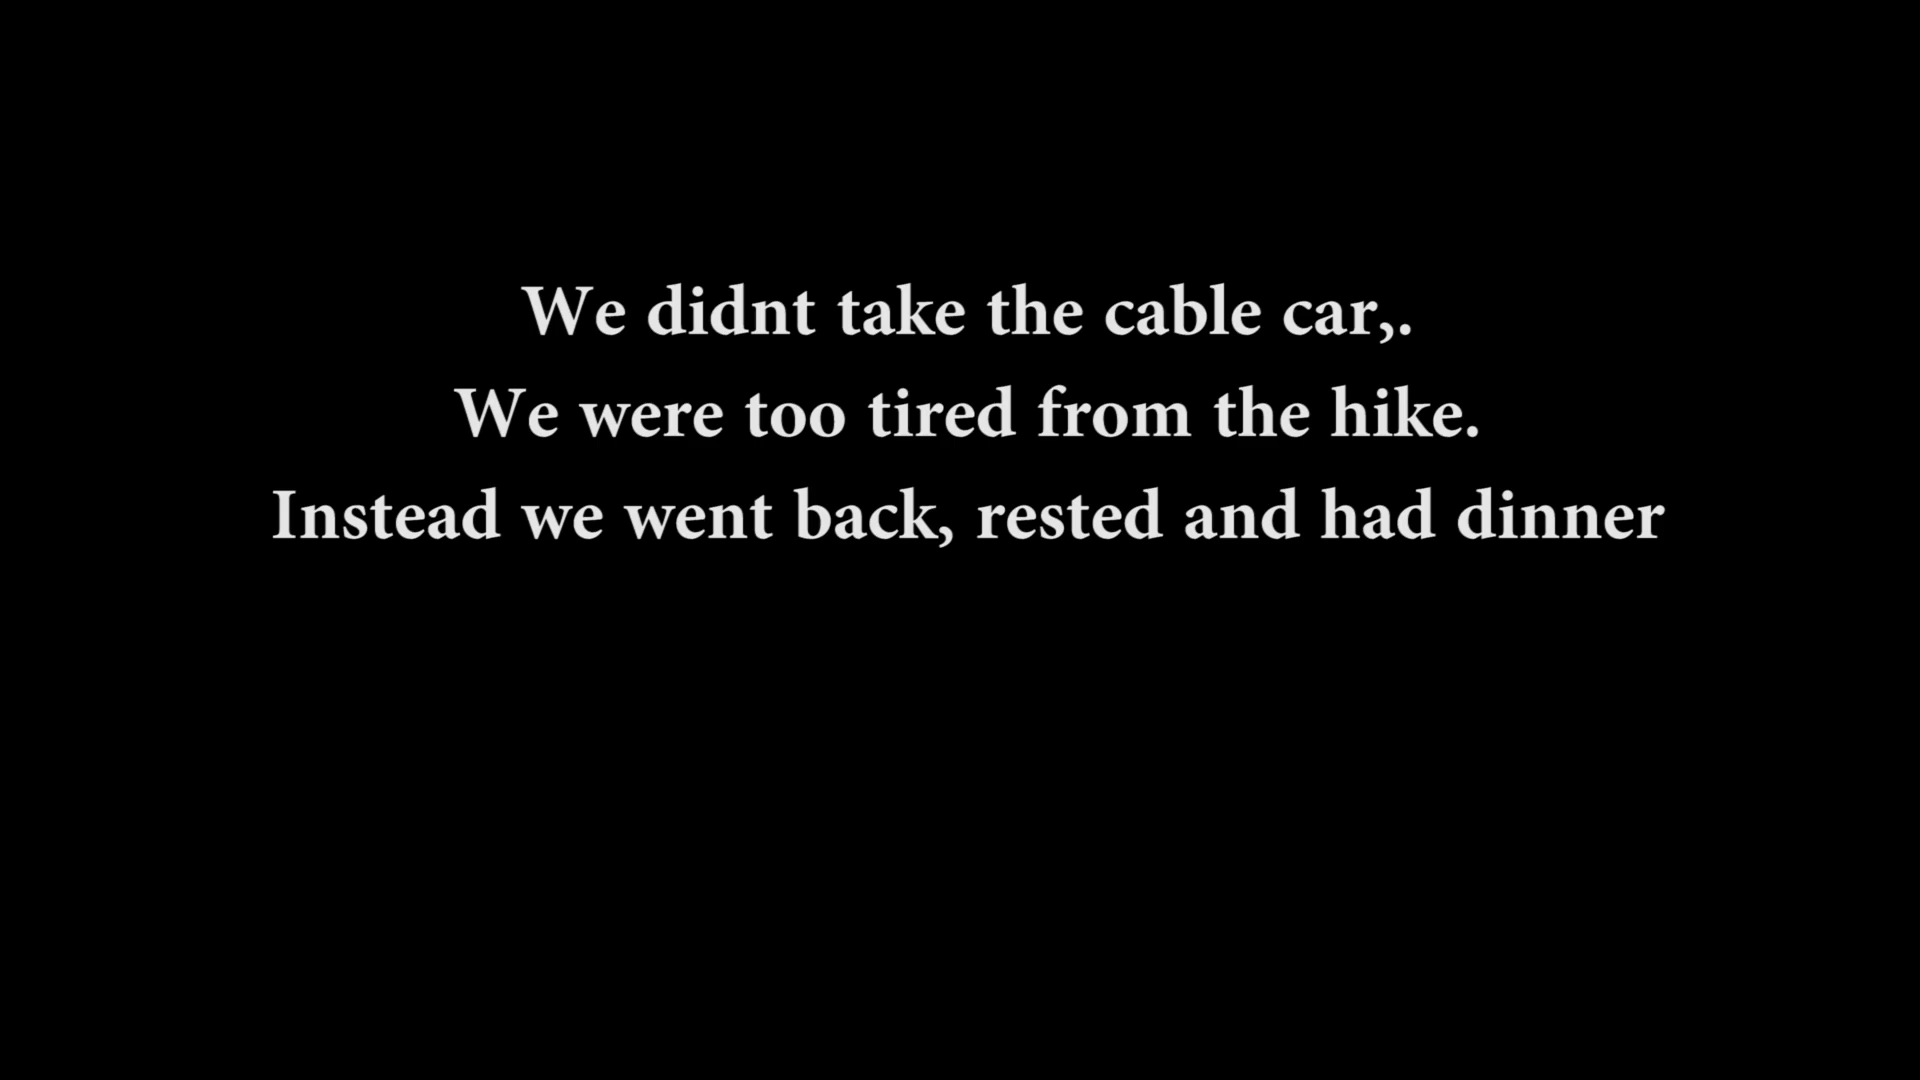 We didnt take the cable car,.
We were too tired from the hike.
Instead we went back, rested and had dinner